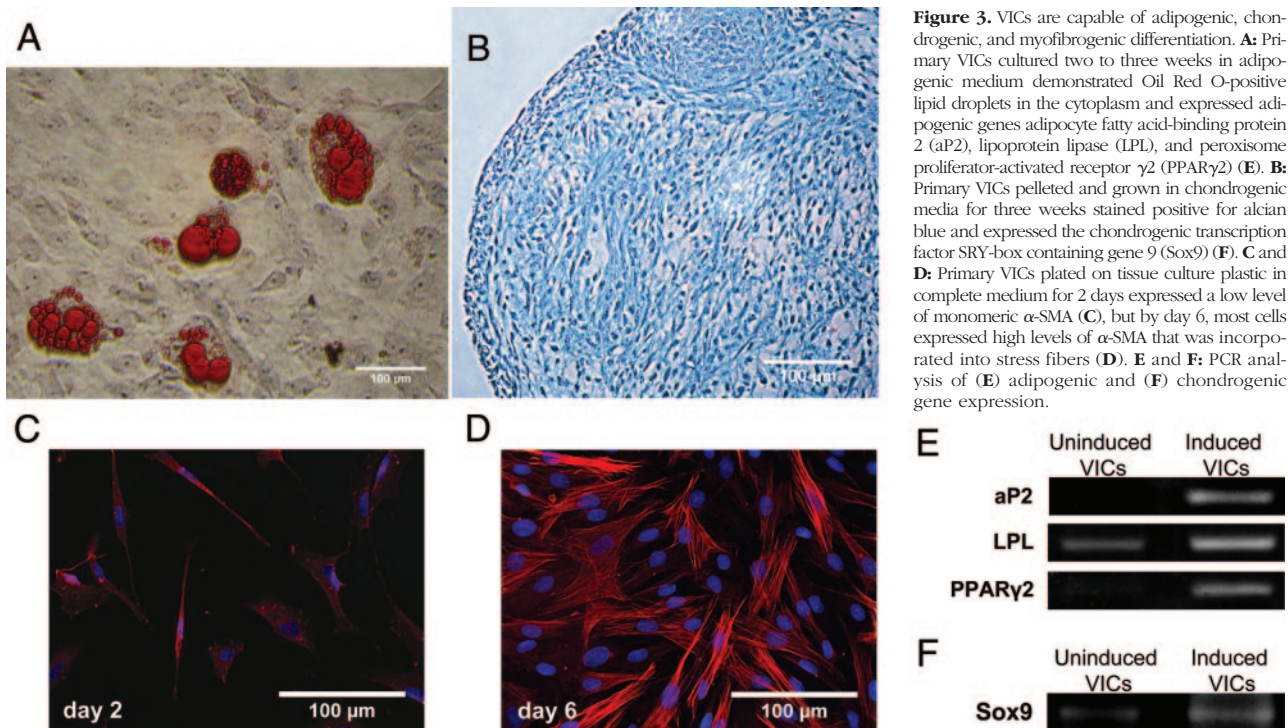 A
B
100 µm
100 µm
Figure 3. VICs are capable of adipogenic, chon-
drogenic, and myofibrogenic differentiation. A: Pri-
mary VICs cultured two to three weeks in adipo-
genic medium demonstrated Oil Red O-positive
lipid droplets in the cytoplasm and expressed adi-
pogenic genes adipocyte fatty acid-binding protein
2 (aP2), lipoprotein lipase (LPL), and peroxisome
proliferator-activated receptor γ2 (PPARγ2) (E). B:
Primary VICs pelleted and grown in chondrogenic
media for three weeks stained positive for alcian
blue and expressed the chondrogenic transcription
factor SRY-box containing gene 9 (Sox9) (F). C and
D: Primary VICs plated on tissue culture plastic in
complete medium for 2 days expressed a low level
of monomeric α-SMA (C), but by day 6, most cells
expressed high levels of α-SMA that was incorpo-
rated into stress fibers (D). E and F: PCR anal-
ysis of (E) adipogenic and (F) chondrogenic
gene expression.
C
D
day 2
100 µm
day 6
100 µm
E
Uninduced VICs
Induced VICs
aP2
LPL
PPARγ2
F
Uninduced VICs
Induced VICs
Sox9